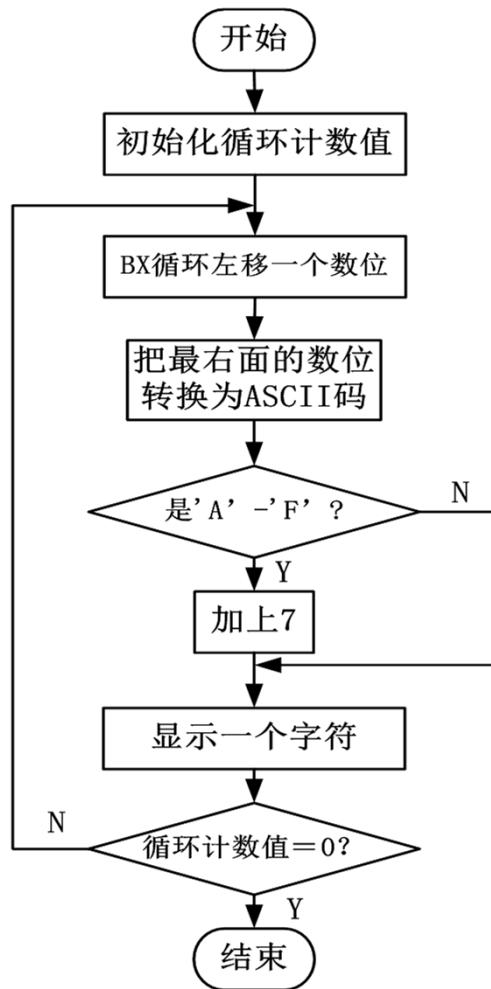 开始
初始化循环计数值
BX循环左移一个数位
把最右面的数位
转换为ASCII码
是'A’-'F’？
N
Y
加上7
显示一个字符
循环计数值＝0?
N
Y
结束